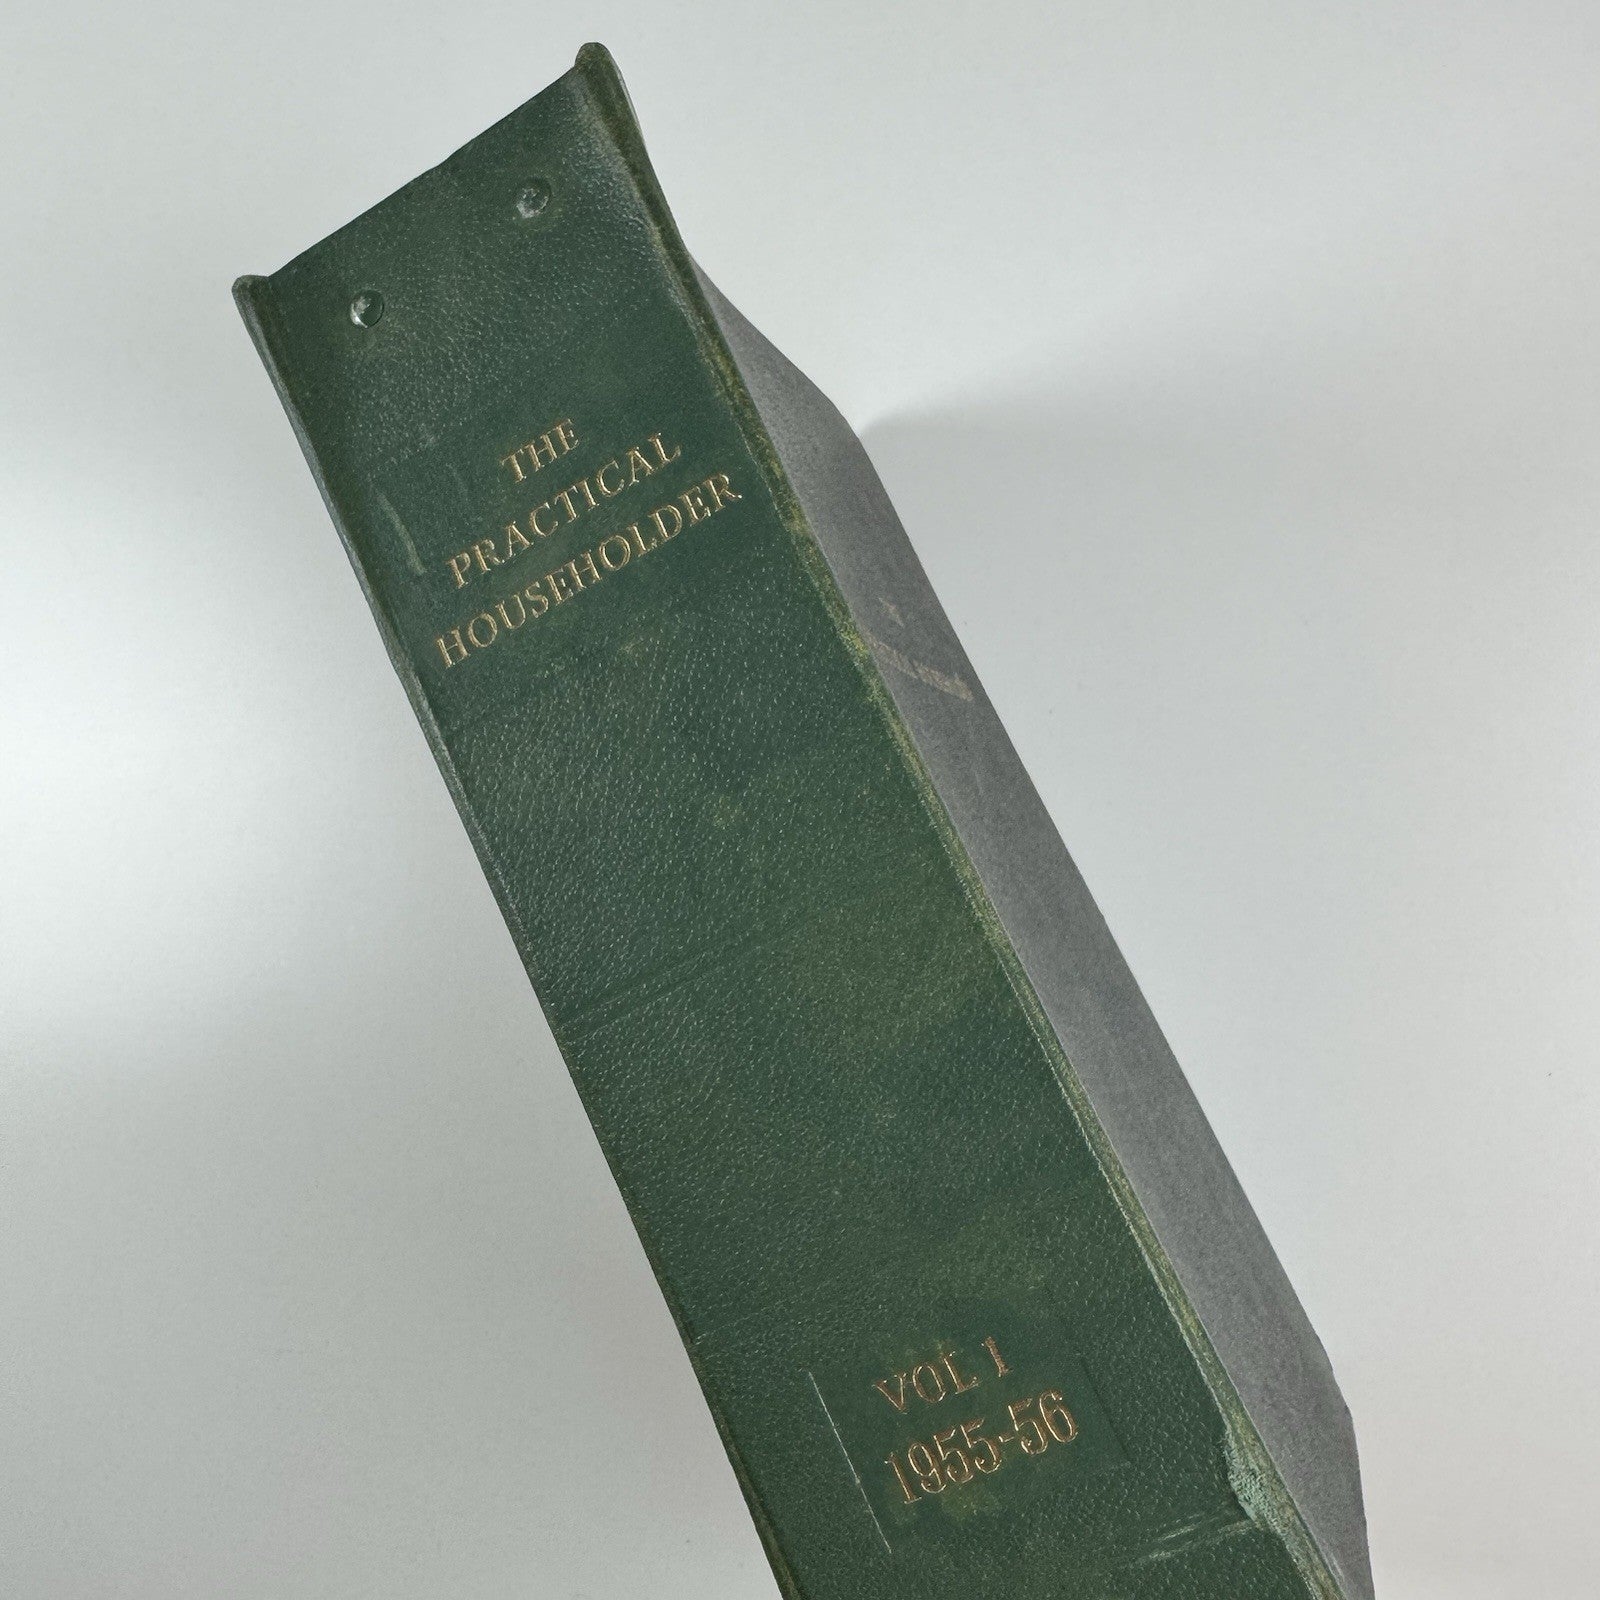 THE
PRACTICAL
HOUSEHOLDER
VOL 1
1955-56